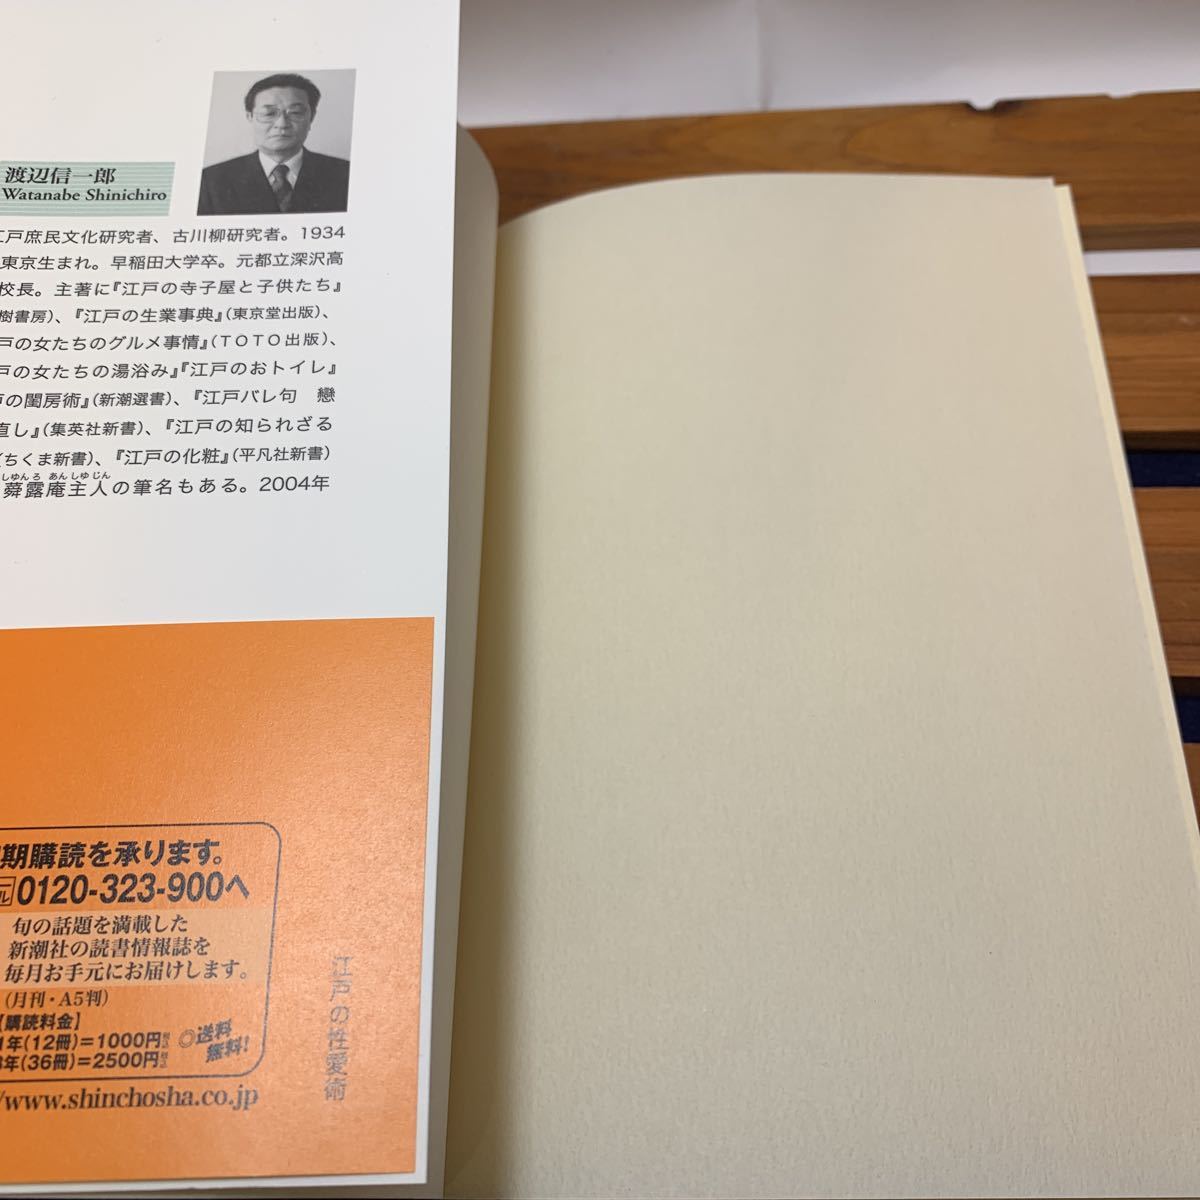 渡辺信一郎
Watanabe Shinichiro
江戸庶民文化研究者、古川柳研究者。1934
東京生まれ。早稲田大学卒。元都立深沢高
校長。主著に『江戸の寺子屋と子供たち』
樹書房)、『江戸の生業事典』(東京堂出版)、
戸の女たちのグルメ事情』(TOTO出版)、
戸の女たちの湯浴み』『江戸のおトイレ』
戸の閨房術』(新潮選書)、『江戸バレ句 戀
直し』(集英社新書)、『江戸の知られざる
(ちくま新書)、『江戸の化粧』(平凡社新書)
しゅんろ あんしゅじん
蕣露庵主人の筆名もある。2004年
期購読を承ります。
ル 0120-323-900へ
旬の話題を満載した
新潮社の読書情報誌を
毎月お手元にお届けします。
(月刊・A5判)
【購読料金】
1年(12冊)=1000円税込
3年(36冊)=2500円税込
◎送料
無料!
/www.shinchosha.co.jp
江戸の性愛術